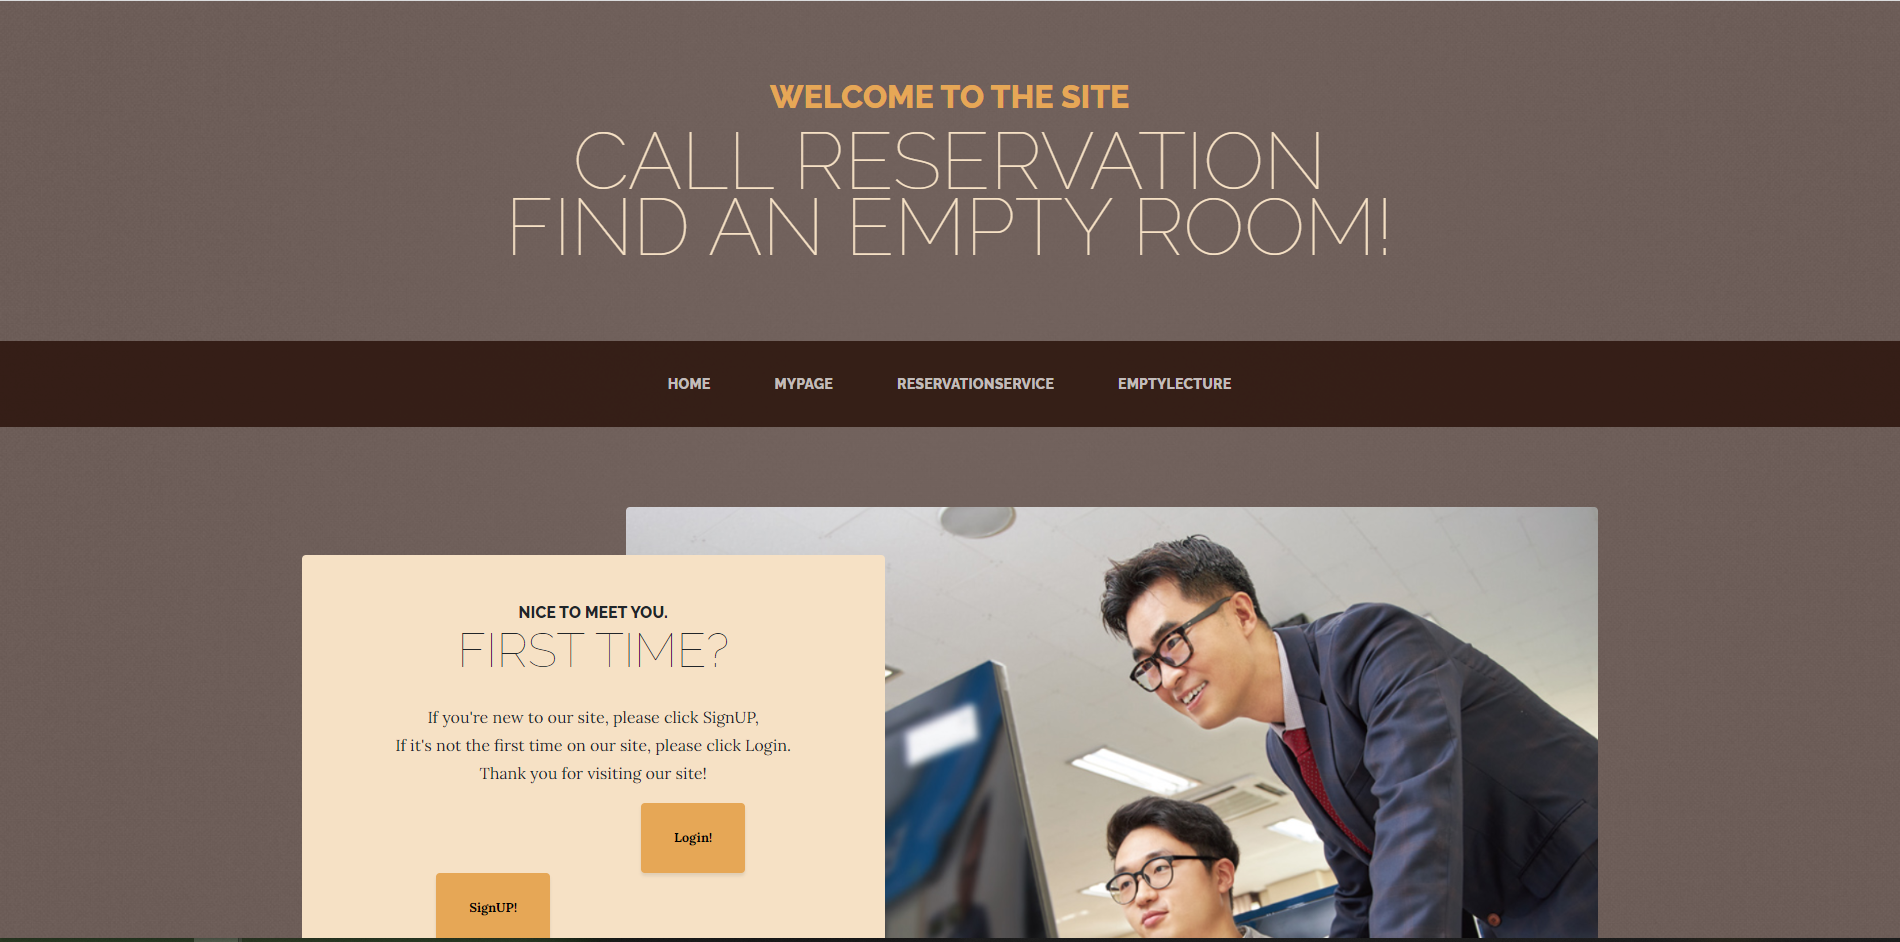 WELCOME TO THE SITE
CALL RESERVATION
FIND AN EMPTY ROOM!
HOME MYPAGE RESERVATIONSERVICE EMPTYLECTURE
NICE TO MEET YOU.
FIRST TIME?
If you're new to our site, please click SignUP,
If it's not the first time on our site, please click Login.
Thank you for visiting our site!
Login!
SignUP!